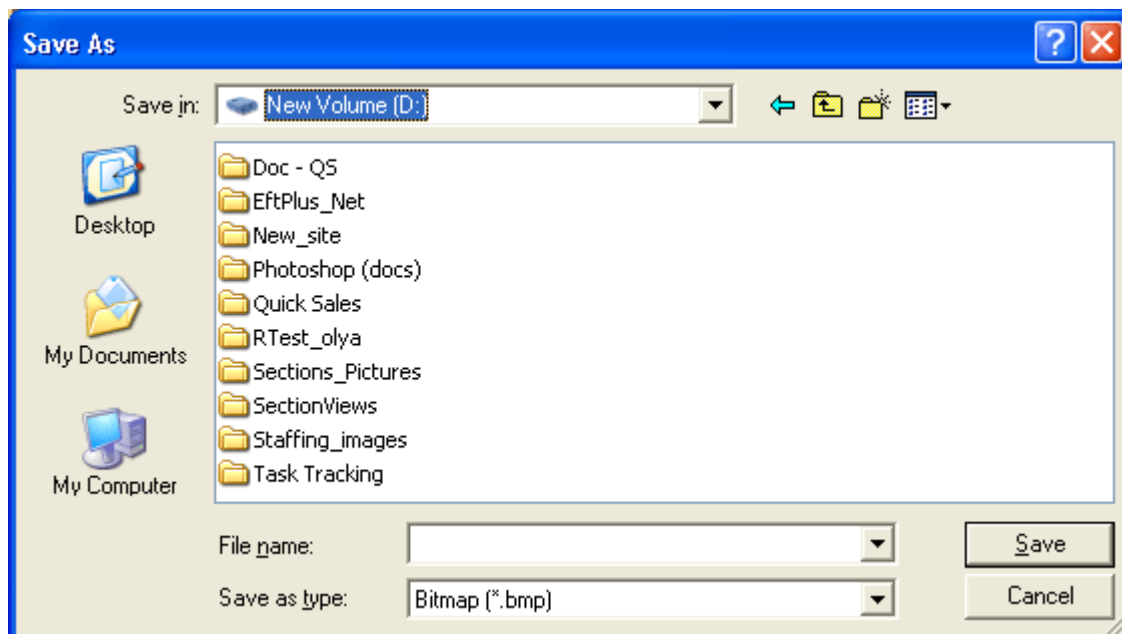 Save As
Save in: New Volume (D:)
Desktop
My Documents
My Computer
Doc - QS
EftPlus_Net
New_site
Photoshop (docs)
Quick Sales
RTest_olya
Sections_Pictures
SectionViews
Staffing_images
Task Tracking
File name:
Save
Save as type: Bitmap (*.bmp)
Cancel